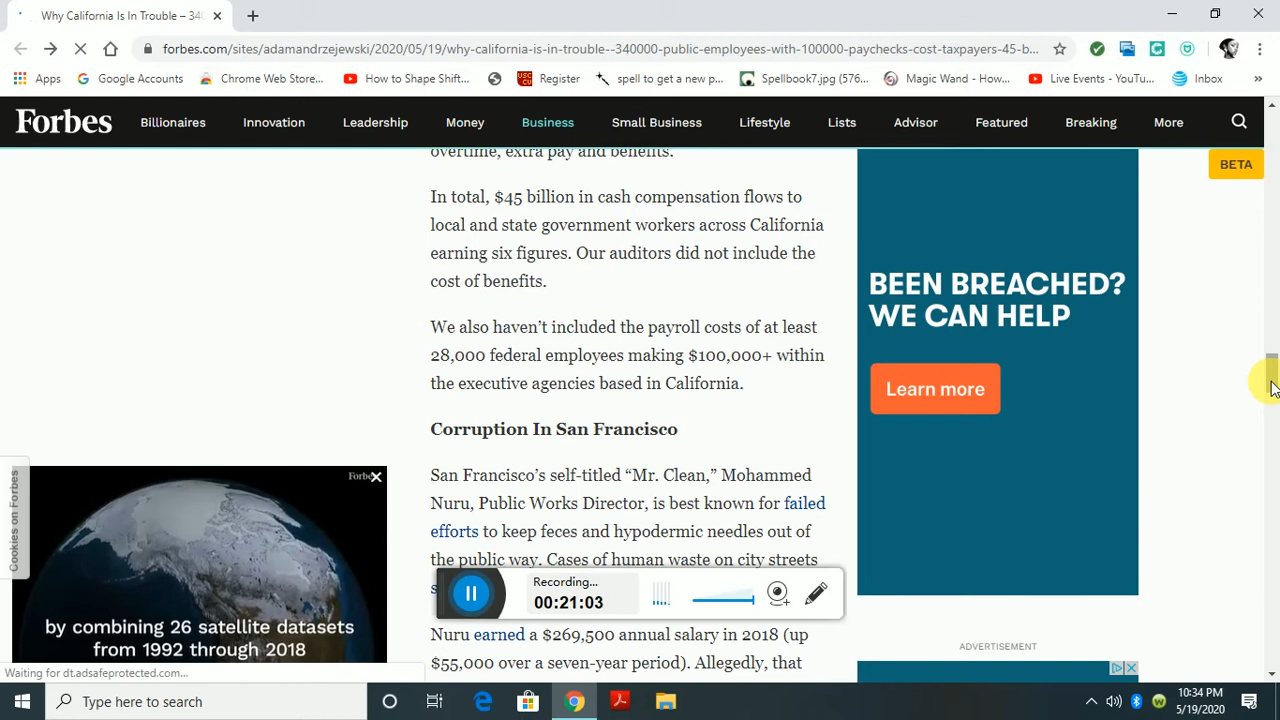 Why California Is In Trouble – 340
forbes.com/sites/adamandrzejewski/2020/05/19/why-california-is-in-trouble--340000-public-employees-with-100000-paychecks-cost-taxpayers-45-b...
Apps Google Accounts Chrome Web Store... How to Shape Shift... Register spell to get a new p... Spellbook7.jpg (576... Magic Wand - How... Live Events - YouTu... Inbox »
Forbes Billionaires Innovation Leadership Money Business Small Business Lifestyle Lists Advisor Featured Breaking More
BETA
overtime, extra pay and benefits.
In total, $45 billion in cash compensation flows to
local and state government workers across California
earning six figures. Our auditors did not include the
cost of benefits.
We also haven’t included the payroll costs of at least
28,000 federal employees making $100,000+ within
the executive agencies based in California.
Corruption In San Francisco
San Francisco’s self-titled “Mr. Clean,” Mohammed
Nuru, Public Works Director, is best known for failed
efforts to keep feces and hypodermic needles out of
the public way. Cases of human waste on city streets
Nuru earned a $269,500 annual salary in 2018 (up
$55,000 over a seven-year period). Allegedly, that
BEEN BREACHED?
WE CAN HELP
Learn more
ADVERTISEMENT
Cookies on Forbes
by combining 26 satellite datasets
from 1992 through 2018
Recording...
00:21:03
Waiting for dt.adsafeprotected.com...
Type here to search
10:34 PM
5/19/2020